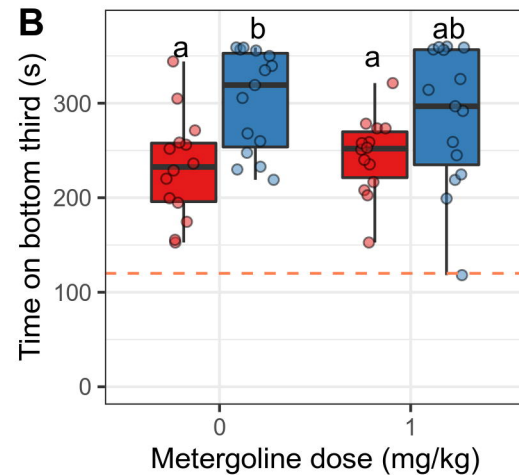 B
a
b
a
ab
Time on bottom third (s)
300
200
100
0
0
1
Metergoline dose (mg/kg)